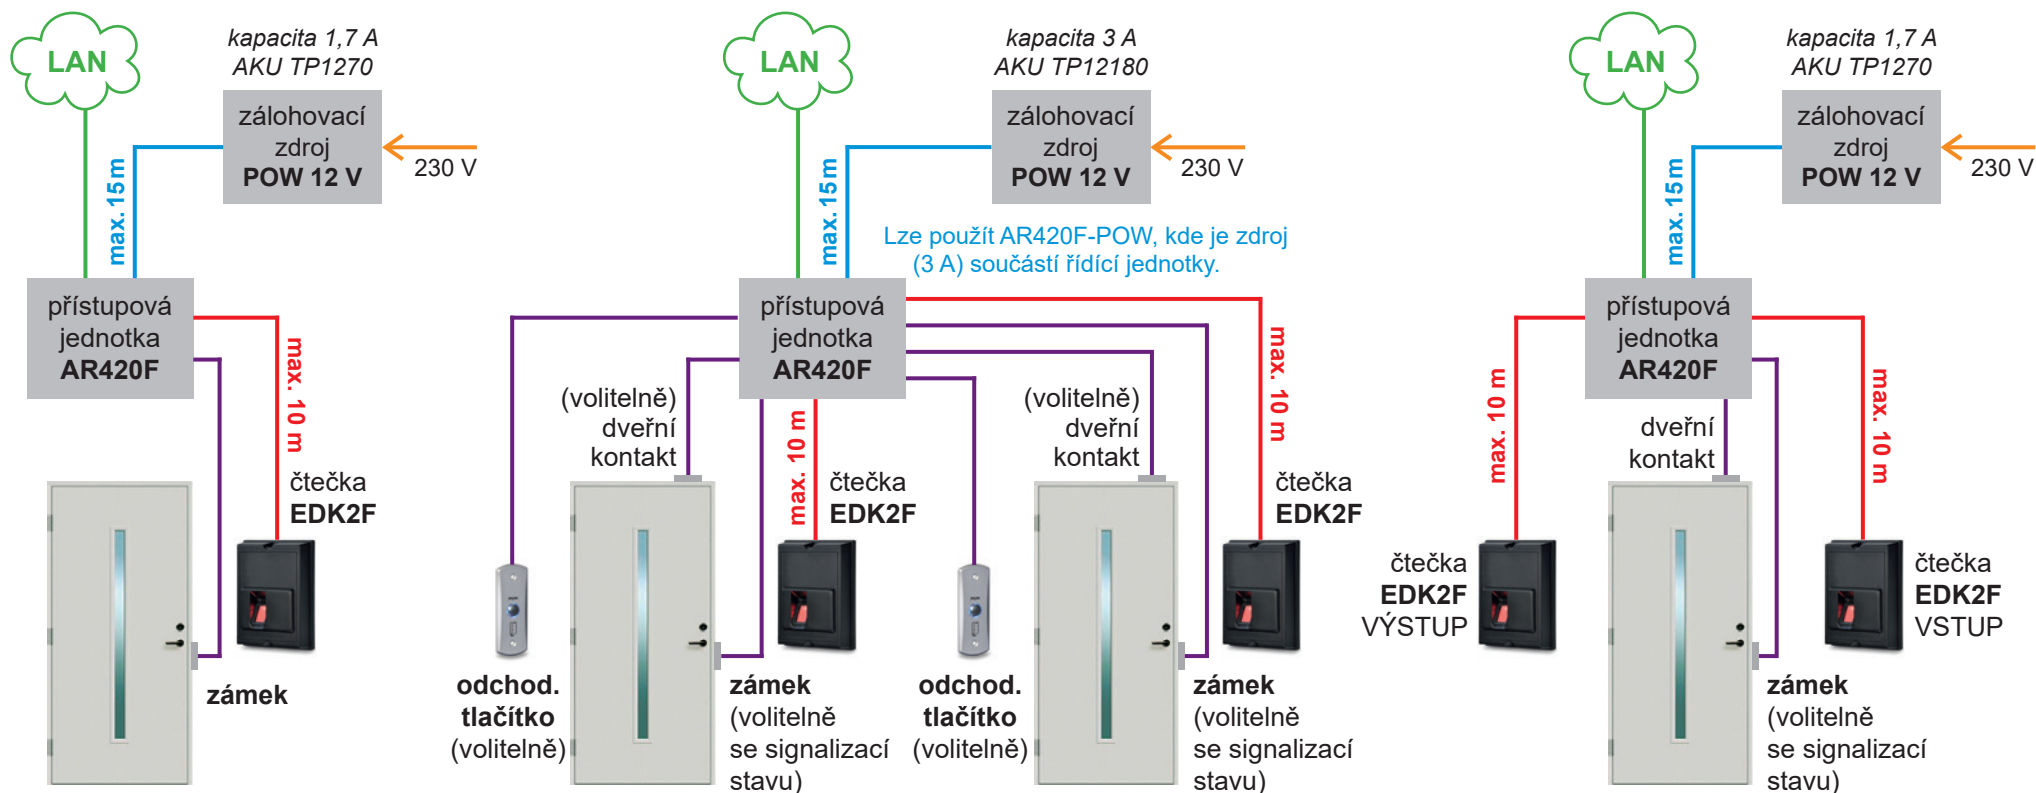 LAN
kapacita 1,7 A
AKU TP1270
zálohovací
zdroj
POW 12 V
230 V
max. 15 m
přístupová
jednotka
AR420F
max. 10 m
čtečka
EDK2F
zámek
LAN
kapacita 3 A
AKU TP12180
zálohovací
zdroj
POW 12 V
230 V
max. 15 m
Lze použít AR420F-POW, kde je zdroj
(3 A) součástí řídící jednotky.
přístupová
jednotka
AR420F
(volitelně)
dveřní
kontakt
max. 10 m
čtečka
EDK2F
(volitelně)
dveřní
kontakt
max. 10 m
čtečka
EDK2F
odchod.
tlačítko
(volitelně)
zámek
(volitelně
se signalizací
stavu)
odchod.
tlačítko
(volitelně)
zámek
(volitelně
se signalizací
stavu)
LAN
kapacita 1,7 A
AKU TP1270
zálohovací
zdroj
POW 12 V
230 V
max. 15 m
přístupová
jednotka
AR420F
max. 10 m
dveřní
kontakt
max. 10 m
čtečka
EDK2F
VÝSTUP
čtečka
EDK2F
VSTUP
zámek
(volitelně
se signalizací
stavu)